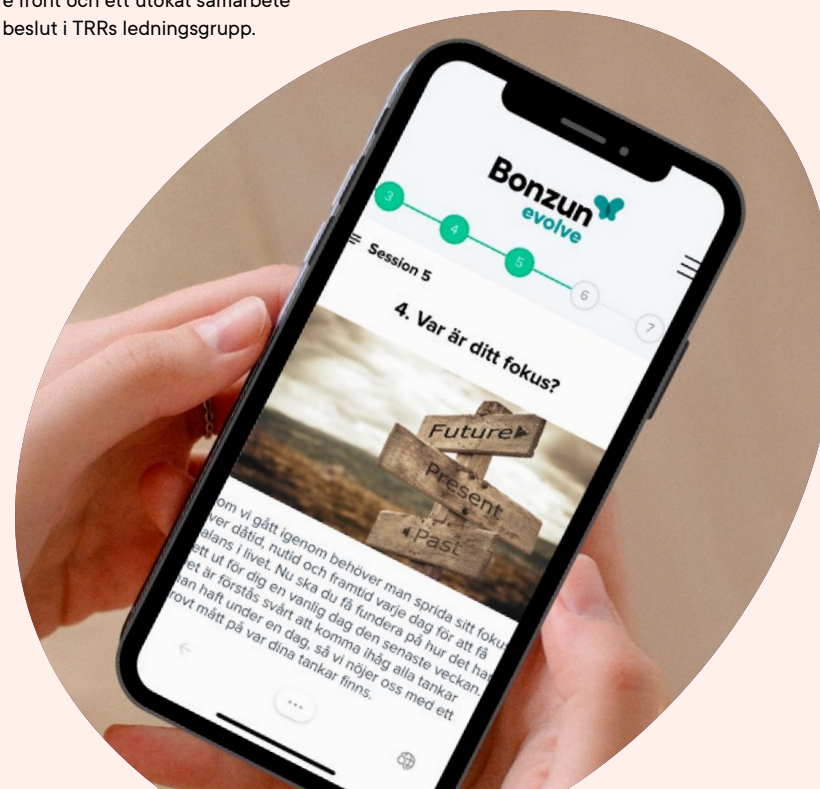 e front och ett utökat samarbete
beslut i TRRs ledningsgrupp.
Bonzun
evolve
3
4
5
6
7
Session 5
4. Var är ditt fokus?
Future
Present
Past
om vi gått igenom behöver man sprida sitt foku
ver dåtid, nutid och framtid varje dag för att få
alans i livet. Nu ska du få fundera på hur det har
ett ut för dig en vanlig dag den senaste veckan.
et är förstås svårt att komma ihåg alla tankar
an haft under en dag, så vi nöjer oss med ett
rovt mått på var dina tankar finns.